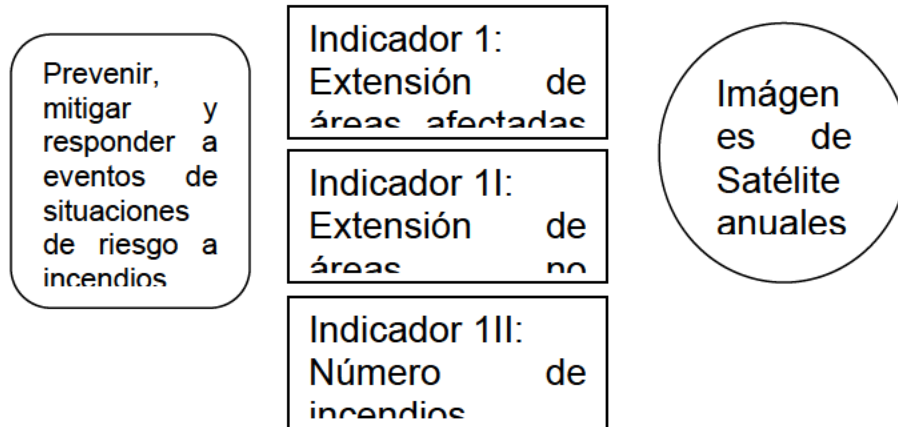 Prevenir,
mitigar y
responder a
eventos de
situaciones
de riesgo a
incendios
Indicador 1:
Extensión de
áreas afectadas
Indicador 1I:
Extensión de
áreas no
Indicador 1II:
Número de
incendios
Imágen
es de
Satélite
anuales